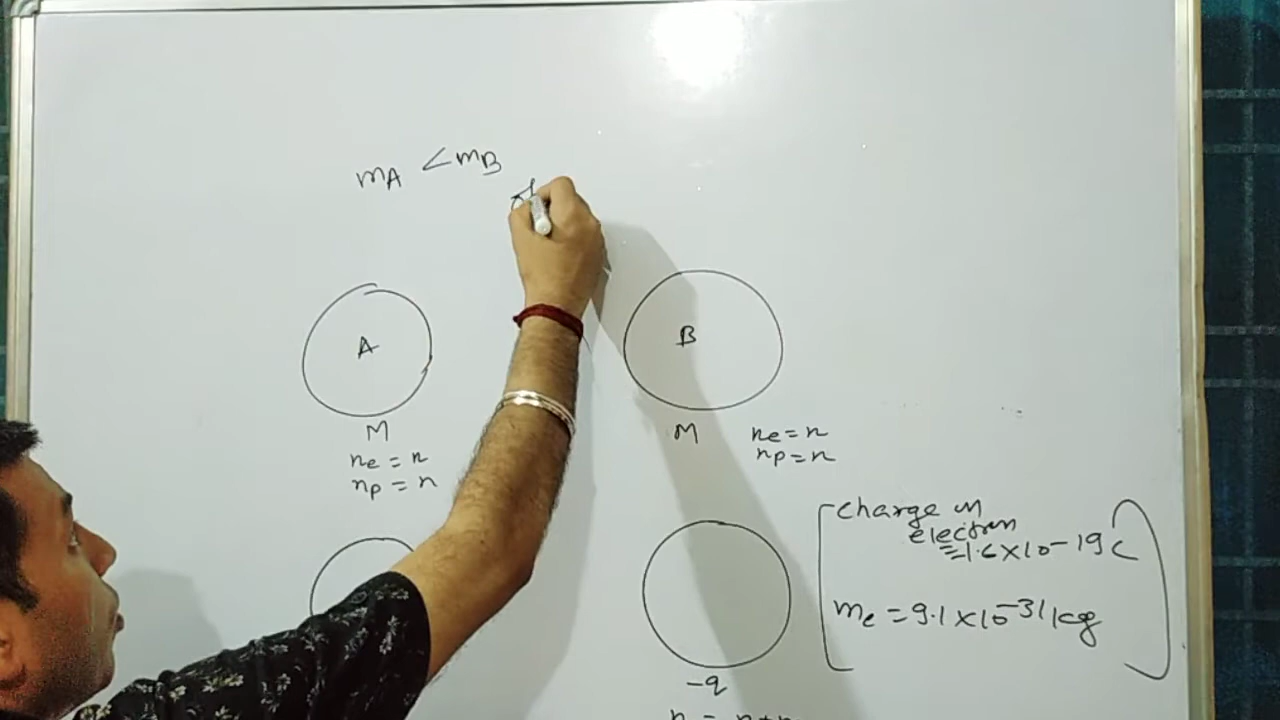 mA < mB
A
B
M
ne = n
np = n
M
ne = n
np = n
charge on
electron
= -1.6 × 10⁻¹⁹ C
me = 9.1 × 10⁻³¹ kg
-q